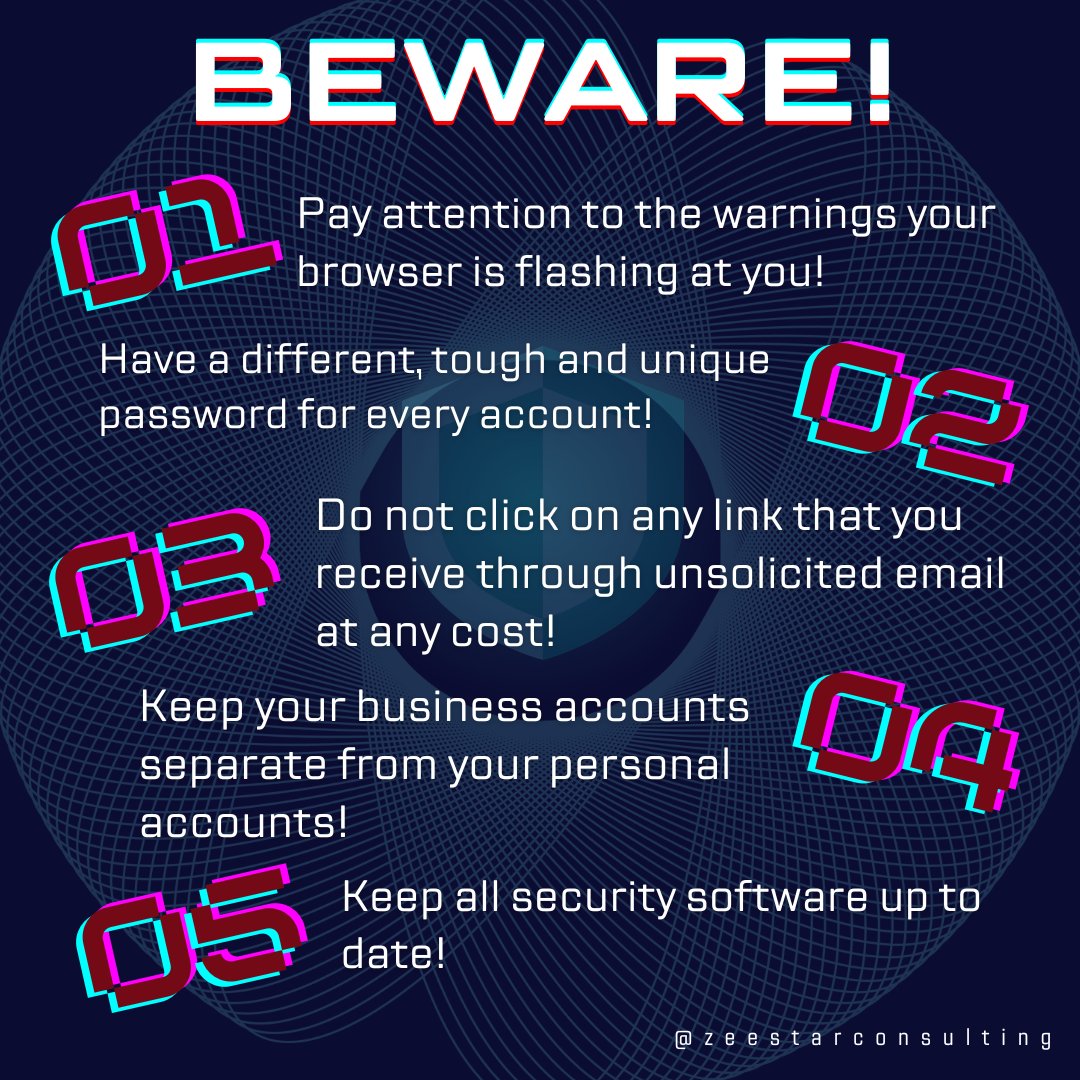 BEWARE!
01
Pay attention to the warnings your
browser is flashing at you!
Have a different, tough and unique
password for every account!
02
03
Do not click on any link that you
receive through unsolicited email
at any cost!
Keep your business accounts
separate from your personal
accounts!
04
05
Keep all security software up to
date!
@zeestarconsulting